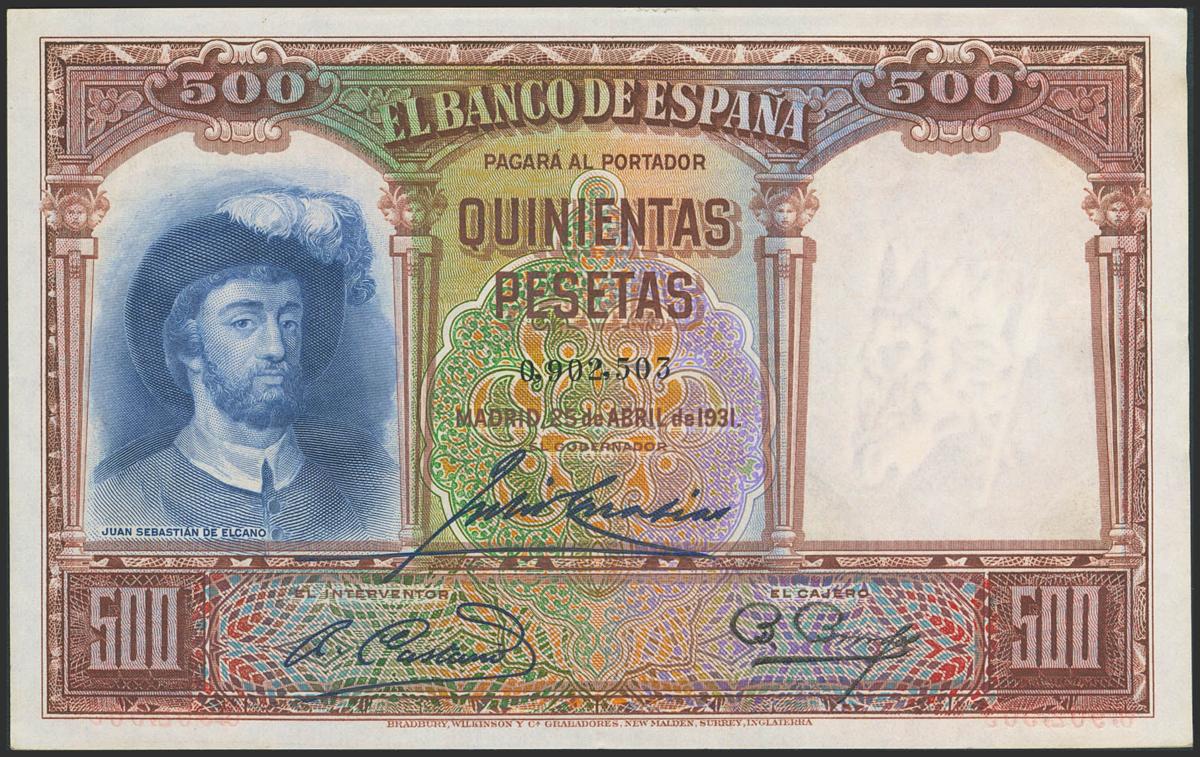 500 500
EL BANCO DE ESPAÑA
PAGARÁ AL PORTADOR
QUINIENTAS
PESETAS
0,902,503
MADRID, 25 de ABRIL de 1931.
EL GOBERNADOR
JUAN SEBASTIÁN DE ELCANO
EL INTERVENTOR EL CAJERO
500 500
BRADBURY, WILKINSON Y Cª GRABADORES, NEW MALDEN, SURREY, INGLATERRA